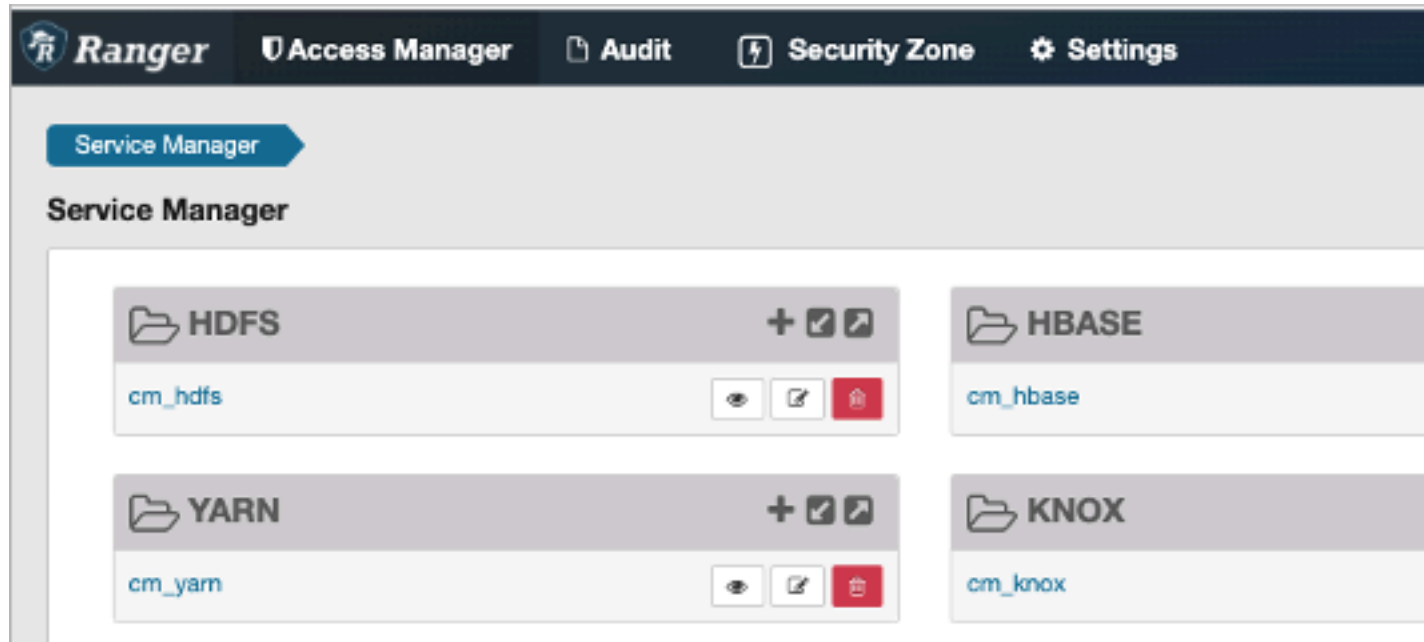 Ranger Access Manager Audit Security Zone Settings
Service Manager
Service Manager
HDFS HBASE
cm_hdfs cm_hbase
YARN KNOX
cm_yarn cm_knox